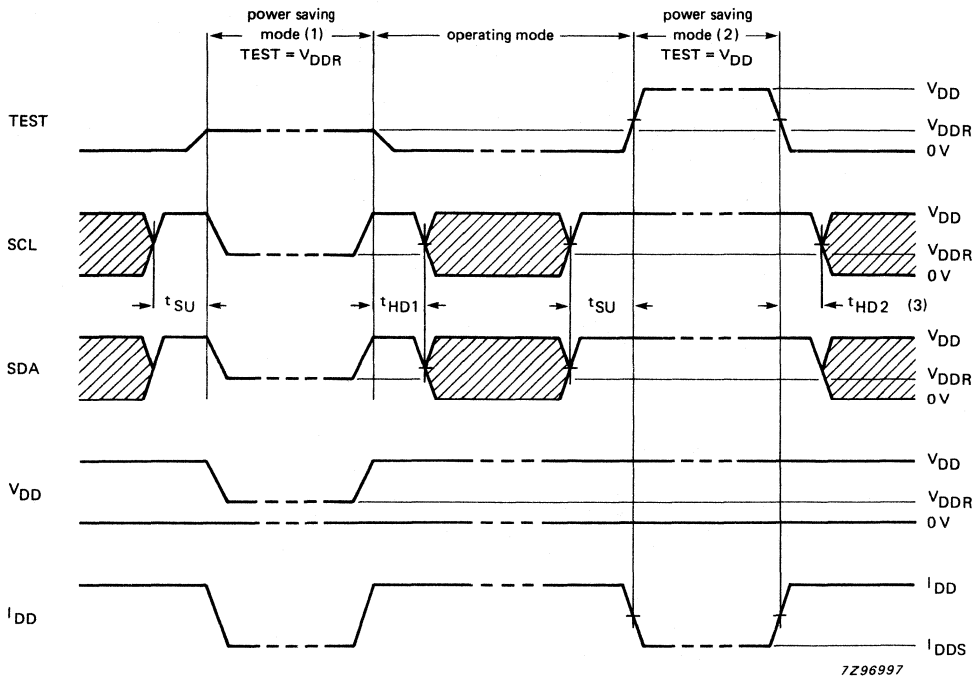 power saving
mode (1)
TEST = VDDR
operating mode
power saving
mode (2)
TEST = VDD
TEST
VDD
VDDR
0 V
SCL
VDD
VDDR
0 V
tSU
tHD1
tSU
tHD2 (3)
SDA
VDD
VDDR
0 V
VDD
VDD
VDDR
0 V
IDD
IDD
IDDS
7Z96997